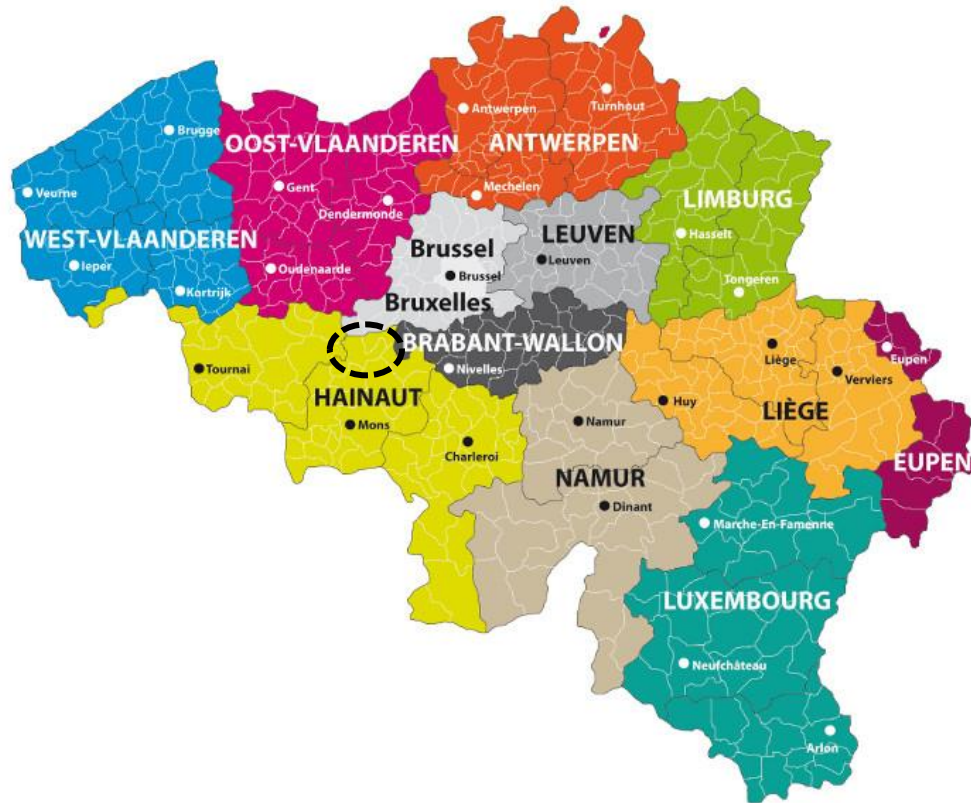 Antwerpen
Turnhout
Brugge
OOST-VLAANDEREN
ANTWERPEN
Veurne
Gent
Mechelen
Dendermonde
LIMBURG
WEST-VLAANDEREN
Brussel
LEUVEN
Hasselt
Ieper
Oudenaarde
Brussel
Leuven
Kortrijk
Bruxelles
Tongeren
BRABANT-WALLON
Liège
Eupen
Tournai
Nivelles
Verviers
HAINAUT
Huy
LIÈGE
Mons
Namur
Charleroi
EUPEN
NAMUR
Dinant
Marche-En-Famenne
LUXEMBOURG
Neufchâteau
Arlon